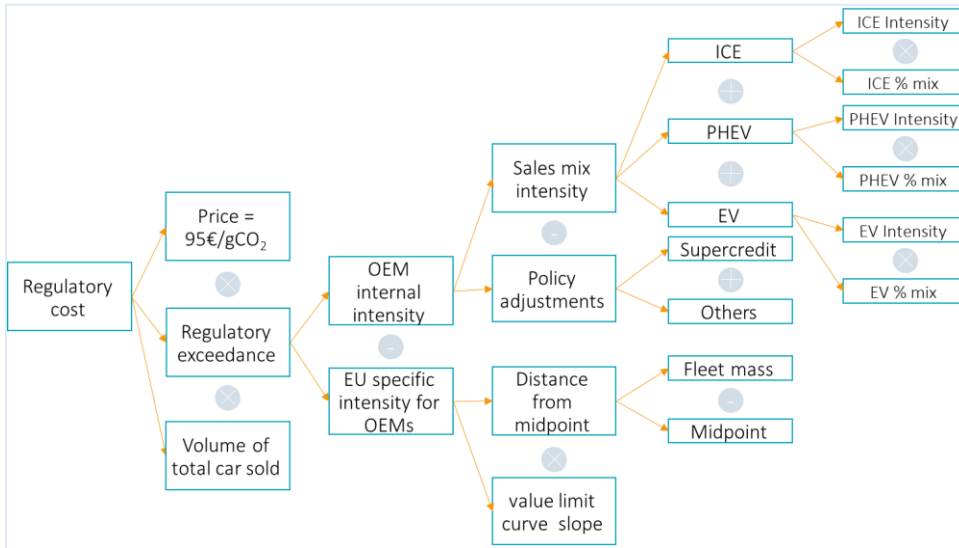 Regulatory
cost
Price =
95€/gCO₂
Regulatory
exceedance
Volume of
total car sold
OEM
internal
intensity
-
EU specific
intensity for
OEMs
Sales mix
intensity
-
Policy
adjustments
Distance
from
midpoint
value limit
curve slope
ICE
PHEV
EV
Supercredit
Others
Fleet mass
-
Midpoint
ICE Intensity
ICE % mix
PHEV Intensity
PHEV % mix
EV Intensity
EV % mix